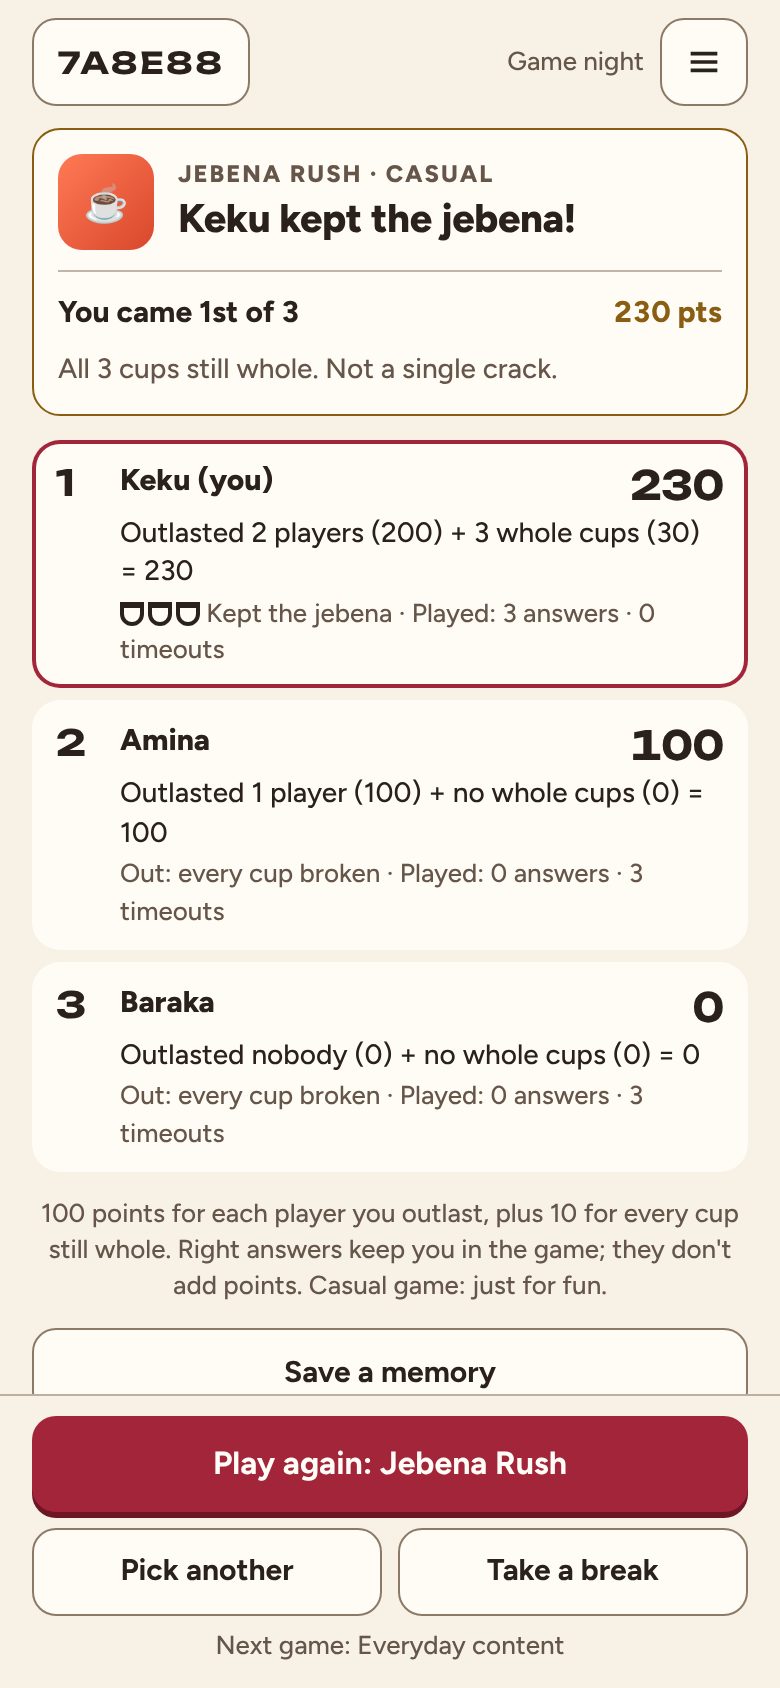 7A8E88
Game night
JEBENA RUSH · CASUAL
Keku kept the jebena!
You came 1st of 3
230 pts
All 3 cups still whole. Not a single crack.
1
Keku (you)
230
Outlasted 2 players (200) + 3 whole cups (30)
= 230
Kept the jebena · Played: 3 answers · 0
timeouts
2
Amina
100
Outlasted 1 player (100) + no whole cups (0) =
100
Out: every cup broken · Played: 0 answers · 3
timeouts
3
Baraka
0
Outlasted nobody (0) + no whole cups (0) = 0
Out: every cup broken · Played: 0 answers · 3
timeouts
100 points for each player you outlast, plus 10 for every cup
still whole. Right answers keep you in the game; they don't
add points. Casual game: just for fun.
Save a memory
Play again: Jebena Rush
Pick another
Take a break
Next game: Everyday content